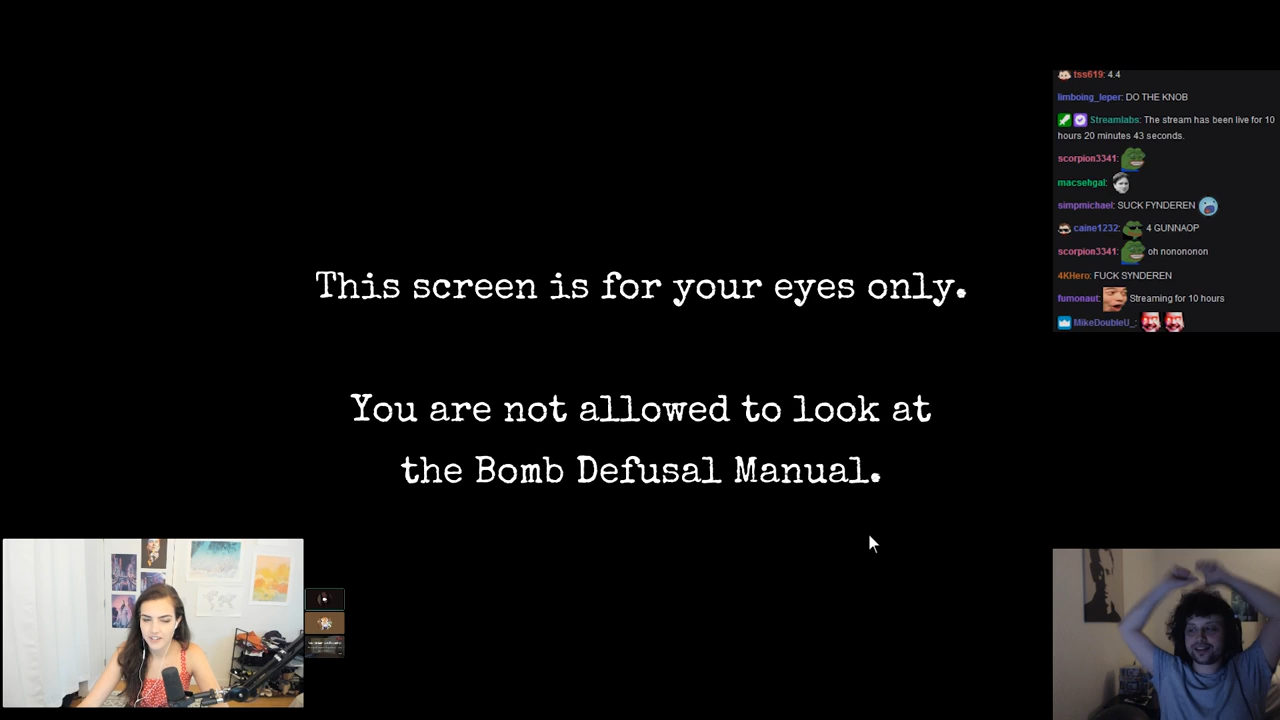 tss619: 4.4
limboing_leper: DO THE KNOB
Streamlabs: The stream has been live for 10
hours 20 minutes 43 seconds.
scorpion3341:
macsehgal:
simpmichael: SUCK FYNDEREN
caine1232: 4 GUNNAOP
scorpion3341: oh nonononon
4KHero: FUCK SYNDEREN
fumonaut: Streaming for 10 hours
MikeDoubleU_:
This screen is for your eyes only.
You are not allowed to look at
the Bomb Defusal Manual.